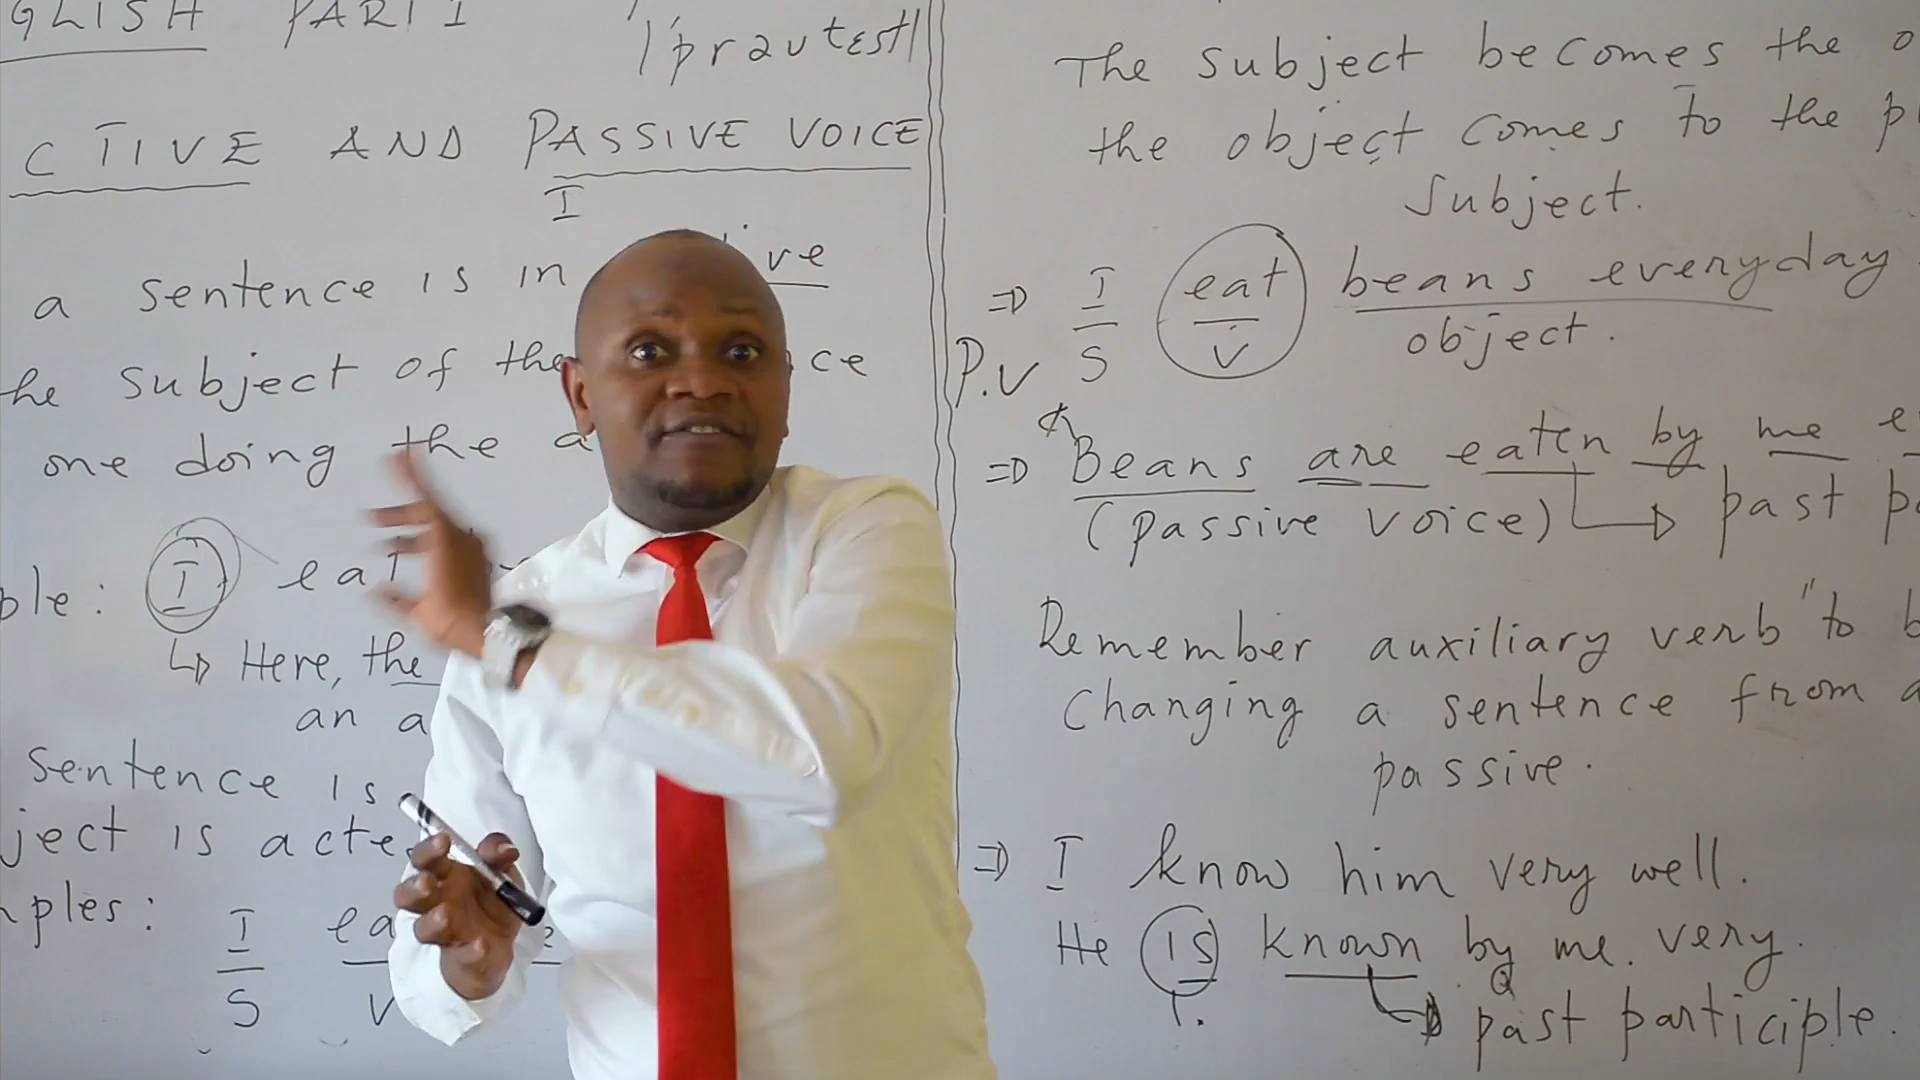 GLISH PART I
CTIVE AND PASSIVE VOICE
I
a sentence is in ive
he subject of the ce
one doing the a
ple: I eat
Here, the
an a
sentence is
ject is acte
ples: I ea
S V
The subject becomes the o
the object comes to the p
subject.
⇒ I eat beans everyday.
S V object.
P.V
⇒ Beans are eaten by me e
(passive voice) past pa
Remember auxiliary verb "to b
Changing a sentence from a
passive.
⇒ I know him very well.
He is known by me. very.
past participle.